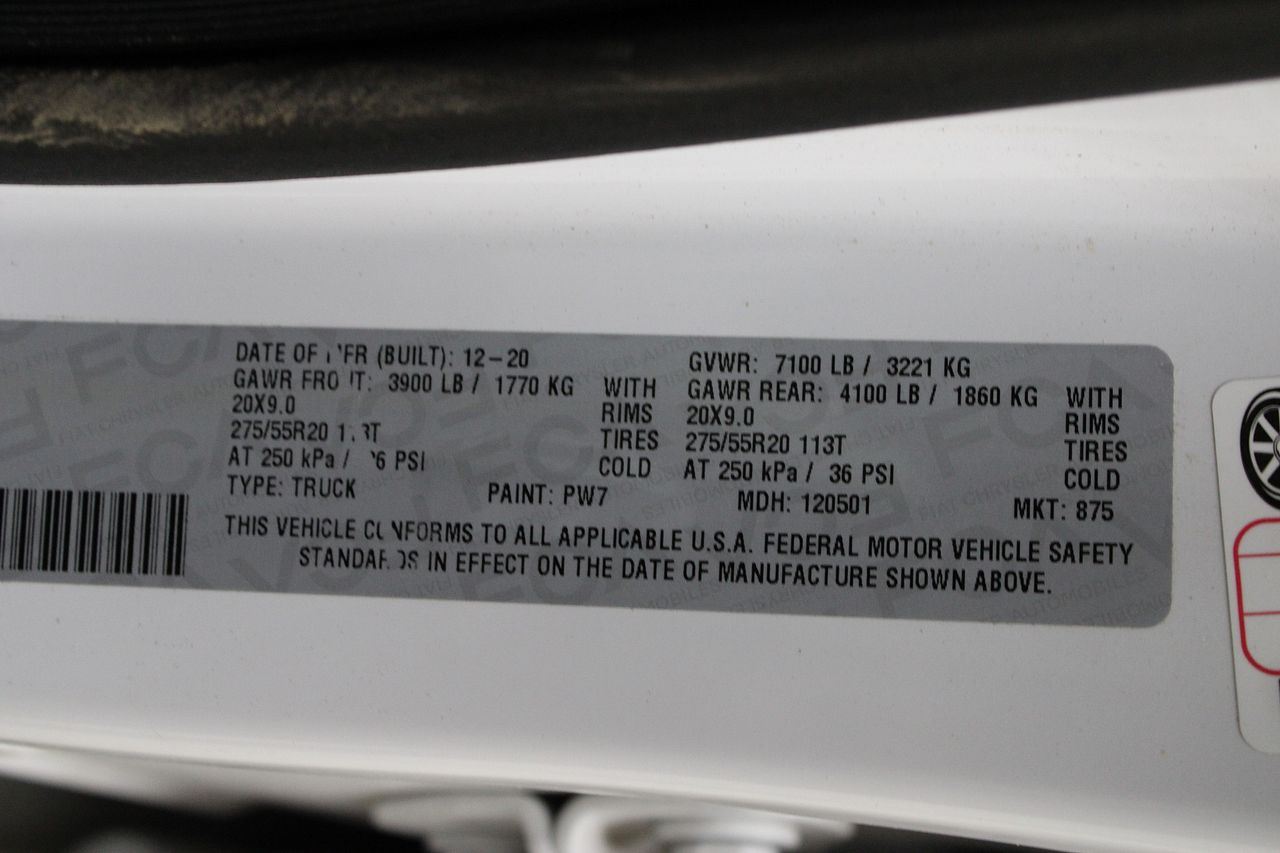 DATE OF MFR (BUILT): 12-20 GVWR: 7100 LB / 3221 KG
GAWR FRONT: 3900 LB / 1770 KG WITH GAWR REAR: 4100 LB / 1860 KG WITH
20X9.0 RIMS 20X9.0 RIMS
275/55R20 113T TIRES 275/55R20 113T TIRES
AT 250 kPa / 36 PSI COLD AT 250 kPa / 36 PSI COLD
TYPE: TRUCK PAINT: PW7 MDH: 120501 MKT: 875
THIS VEHICLE CONFORMS TO ALL APPLICABLE U.S.A. FEDERAL MOTOR VEHICLE SAFETY
STANDARDS IN EFFECT ON THE DATE OF MANUFACTURE SHOWN ABOVE.